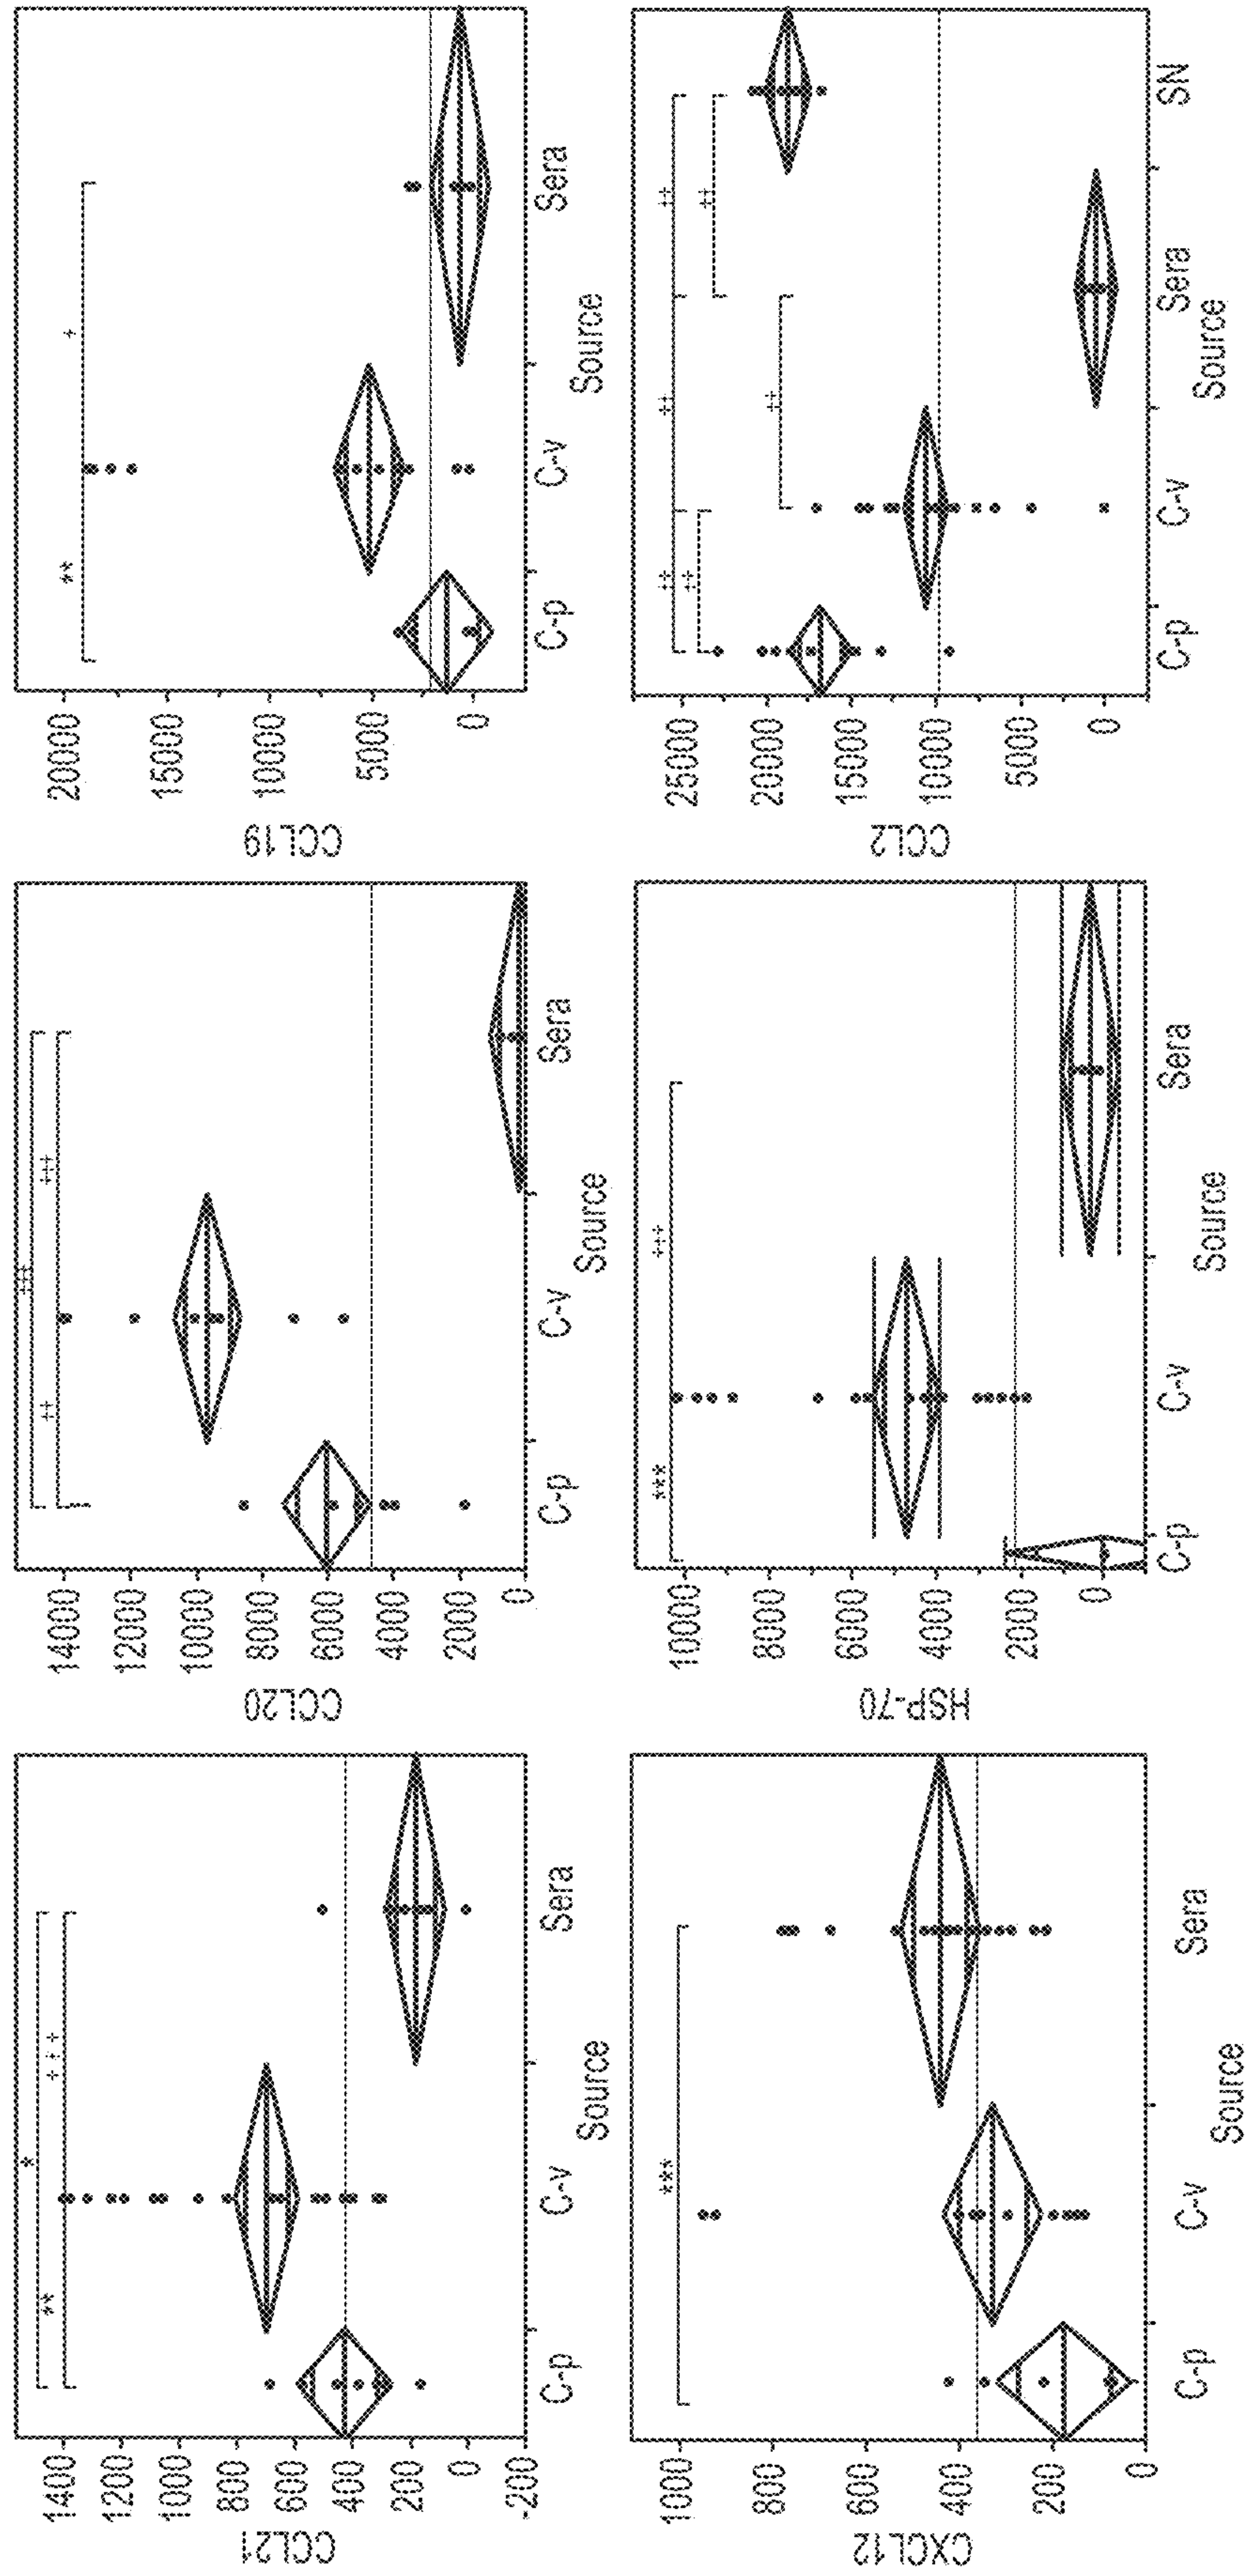 CCL21
1400
1200
1000
800
600
400
200
0
-200
** *
+++
C-p C-v Sera
Source
CCL20
14000
12000
10000
8000
6000
4000
2000
0
‡‡‡
‡‡ ‡‡‡
C-p C-v Sera
Source
CCL19
20000
15000
10000
5000
0
** +
C-p C-v Sera
Source
CXCL12
1000
800
600
400
200
0
***
C-p C-v Sera
Source
HSP-70
10000
8000
6000
4000
2000
0
*** +++
C-p C-v Sera
Source
CCL2
25000
20000
15000
10000
5000
0
‡‡ ‡‡ ‡‡
‡‡ ‡‡
‡‡
C-p C-v Sera SN
Source